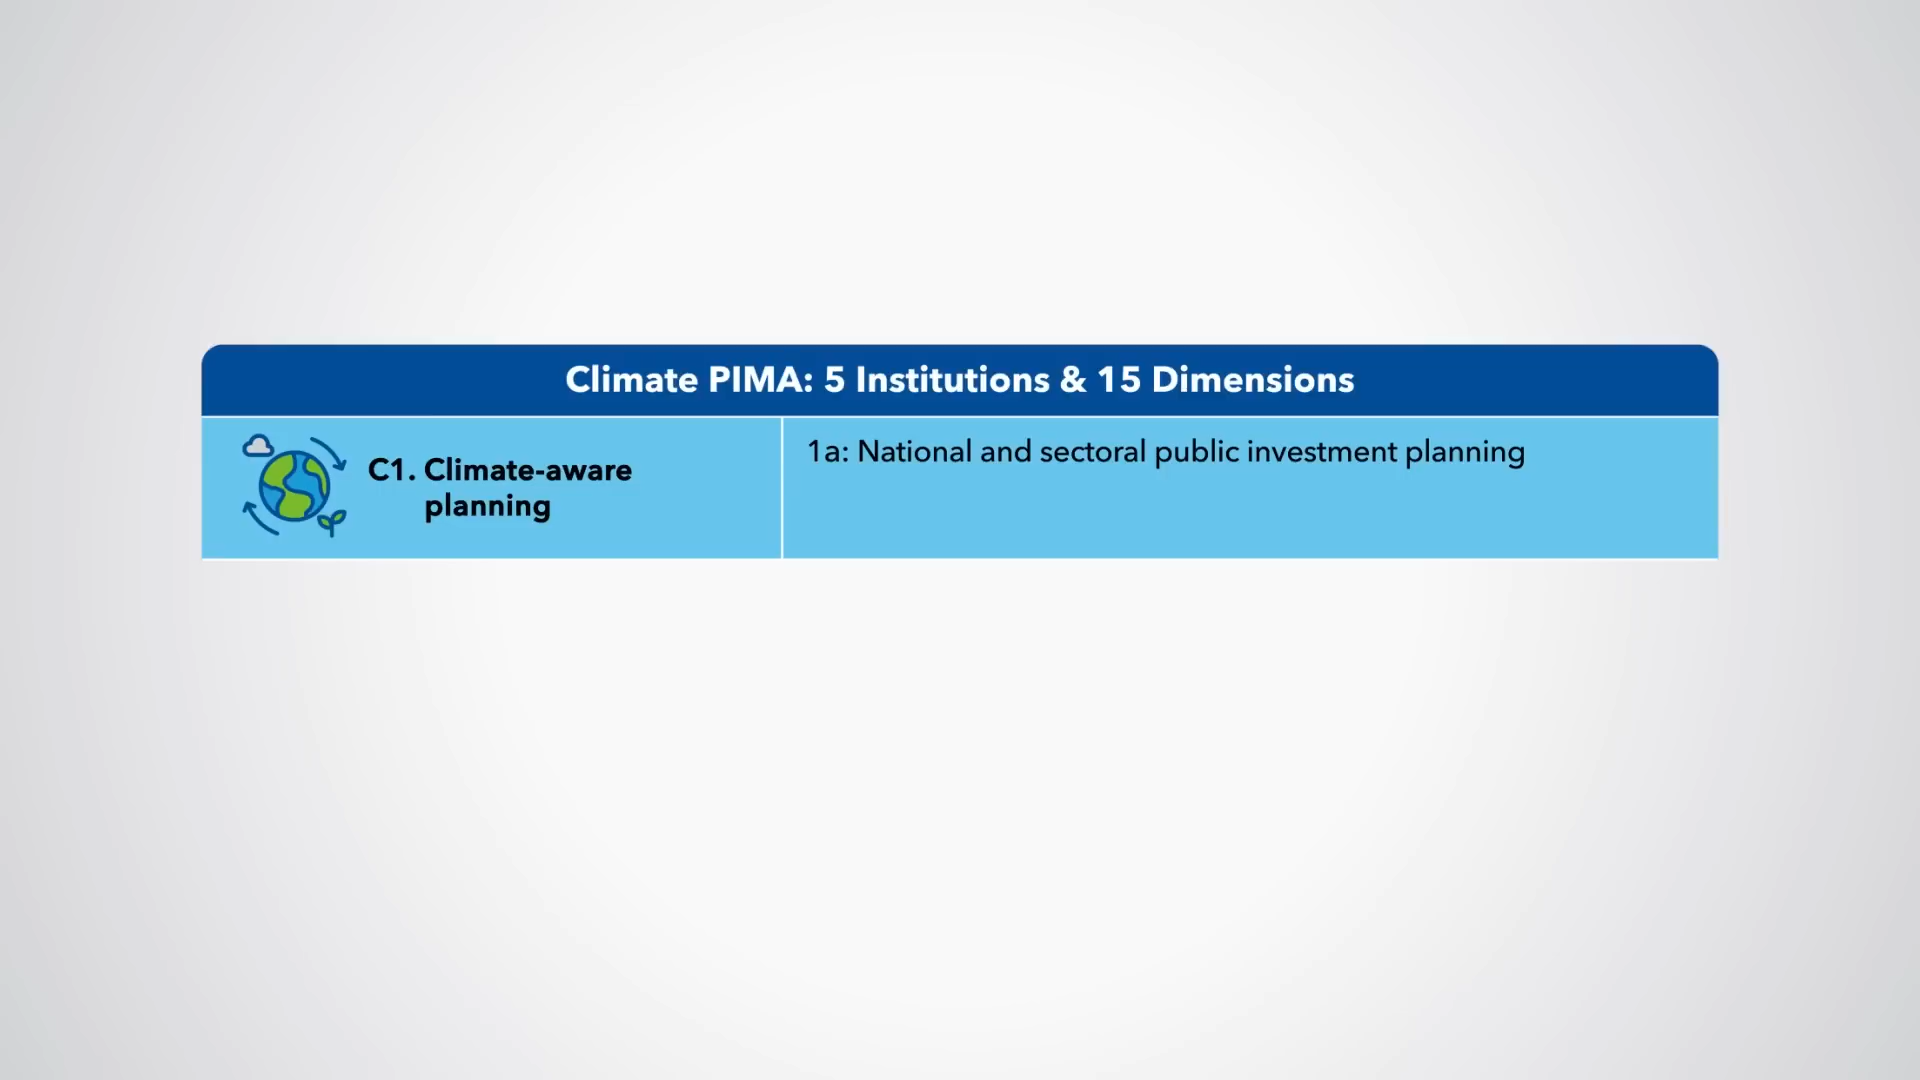 Climate PIMA: 5 Institutions & 15 Dimensions
C1. Climate-aware
planning
1a: National and sectoral public investment planning